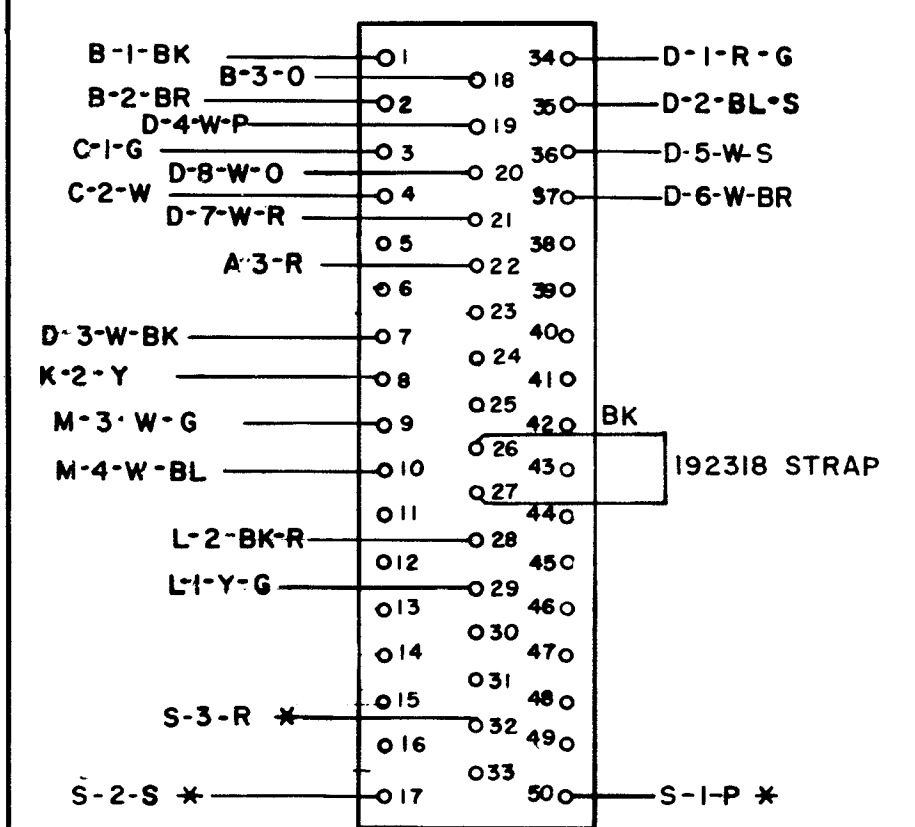 B-1-BK 1 34 D-1-R-G
B-3-O 18
B-2-BR 2 35 D-2-BL-S
D-4-W-P 19
C-1-G 3 36 D-5-W-S
D-8-W-O 20
C-2-W 4 37 D-6-W-BR
D-7-W-R 21
5 38
A-3-R 22
6 39
23
D-3-W-BK 7 40
24
K-2-Y 8 41
25
M-3-W-G 9 42 BK
26
M-4-W-BL 10 43 192318 STRAP
27
11 44
L-2-BK-R 28
12 45
L-1-Y-G 29
13 46
30
14 47
31
15 48
S-3-R * 32
16 49
33
S-2-S * 17 50 S-1-P *